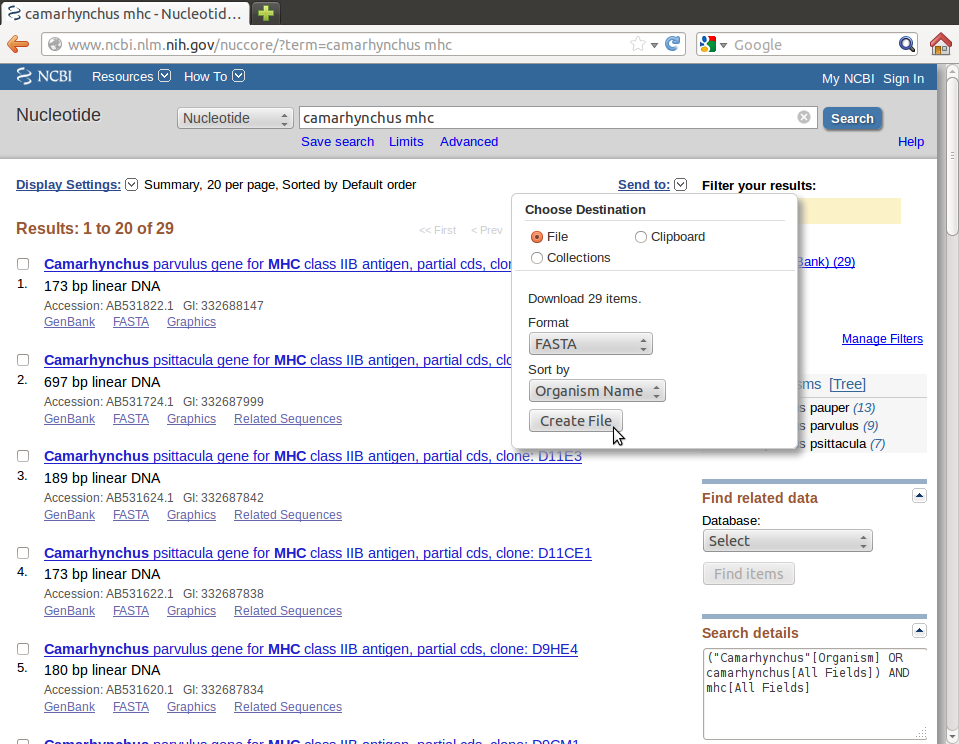 camarhynchus mhc - Nucleotid...
www.ncbi.nlm.nih.gov/nuccore/?term=camarhynchus mhc
Google
NCBI Resources How To
My NCBI Sign In
Nucleotide
Nucleotide
camarhynchus mhc
Search
Save search Limits Advanced
Help
Display Settings: Summary, 20 per page, Sorted by Default order
Send to:
Filter your results:
Results: 1 to 20 of 29
<< First < Prev
Choose Destination
File
Clipboard
Collections
Download 29 items.
Format
FASTA
Sort by
Organism Name
Create File
Camarhynchus parvulus gene for MHC class IIB antigen, partial cds, clon
1. 173 bp linear DNA
Accession: AB531822.1 GI: 332688147
GenBank FASTA Graphics
Camarhynchus psittacula gene for MHC class IIB antigen, partial cds, clo
2. 697 bp linear DNA
Accession: AB531724.1 GI: 332687999
GenBank FASTA Graphics Related Sequences
Camarhynchus psittacula gene for MHC class IIB antigen, partial cds, clone: D11E3
3. 189 bp linear DNA
Accession: AB531624.1 GI: 332687842
GenBank FASTA Graphics Related Sequences
Camarhynchus psittacula gene for MHC class IIB antigen, partial cds, clone: D11CE1
4. 173 bp linear DNA
Accession: AB531622.1 GI: 332687838
GenBank FASTA Graphics Related Sequences
Camarhynchus parvulus gene for MHC class IIB antigen, partial cds, clone: D9HE4
5. 180 bp linear DNA
Accession: AB531620.1 GI: 332687834
GenBank FASTA Graphics Related Sequences
Bank) (29)
Manage Filters
ms [Tree]
s pauper (13)
s parvulus (9)
s psittacula (7)
Find related data
Database:
Select
Find items
Search details
("Camarhynchus"[Organism] OR
camarhynchus[All Fields]) AND
mhc[All Fields]